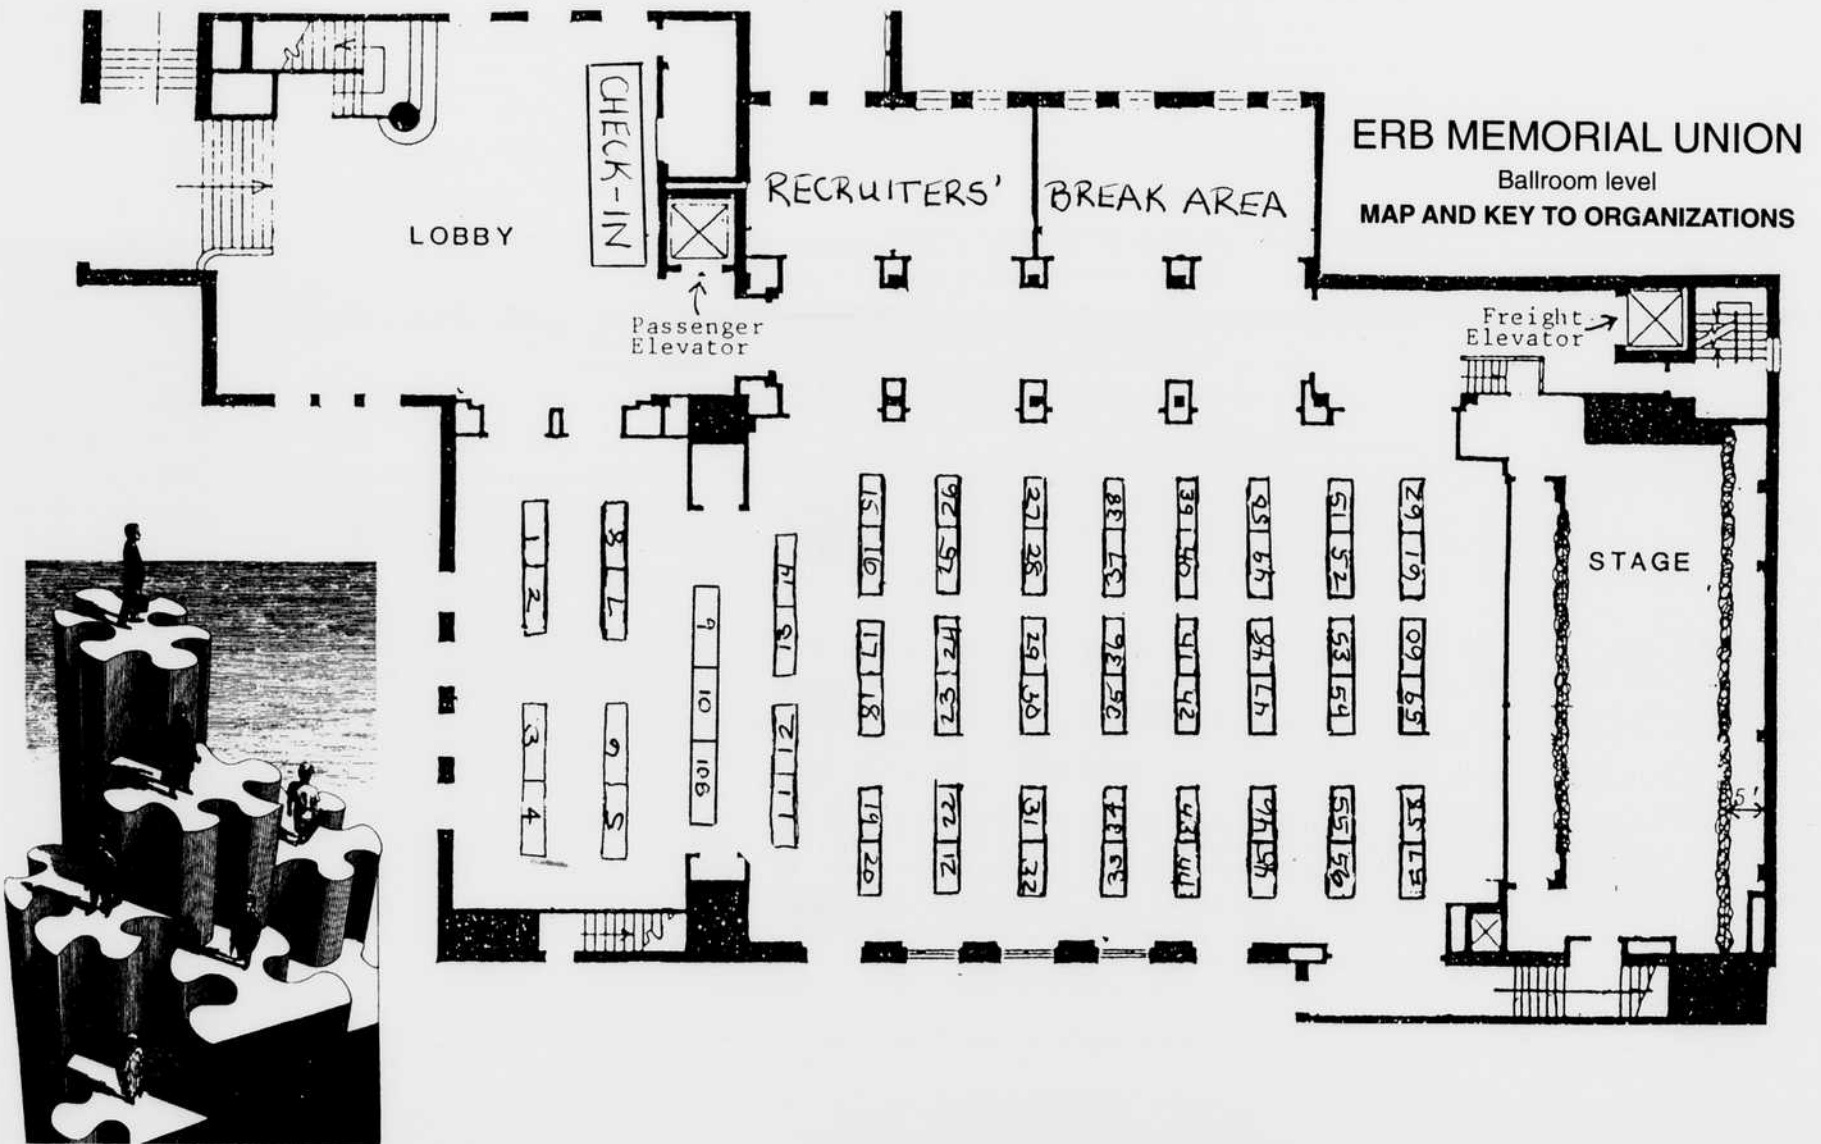 ERB MEMORIAL UNION
Ballroom level
MAP AND KEY TO ORGANIZATIONS
CHECK-IN
LOBBY
RECRUITERS' BREAK AREA
Passenger
Elevator
Freight
Elevator
STAGE
5'
1 2
3 4
8 7
6 5
9 10 10B
14 13
12 11
15 16
17 18
19 20
26 25
24 23
22 21
27 28
29 30
31 32
38 37
36 35
34 33
39 40
41 42
43 44
50 49
48 47
46 45
51 52
53 54
55 56
62 61
60 59
58 57